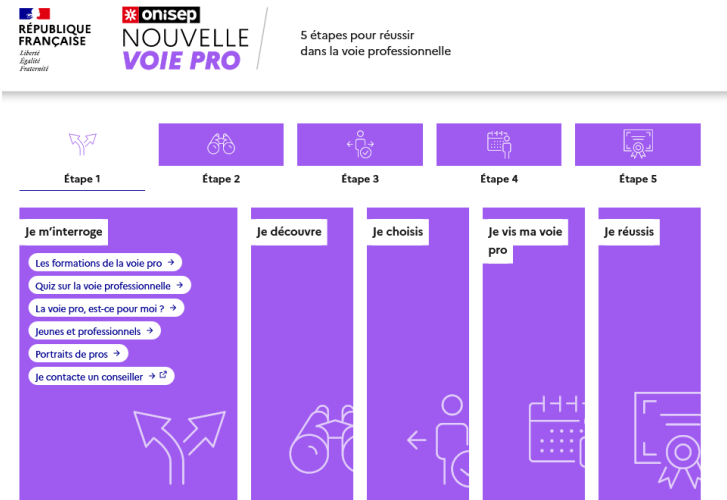 RÉPUBLIQUE
FRANÇAISE
Liberté
Égalité
Fraternité
onisep
NOUVELLE
VOIE PRO
5 étapes pour réussir
dans la voie professionnelle
Étape 1
Étape 2
Étape 3
Étape 4
Étape 5
Je m'interroge
Les formations de la voie pro →
Quiz sur la voie professionnelle →
La voie pro, est-ce pour moi ? →
Jeunes et professionnels →
Portraits de pros →
Je contacte un conseiller →
Je découvre
Je choisis
Je vis ma voie
pro
Je réussis